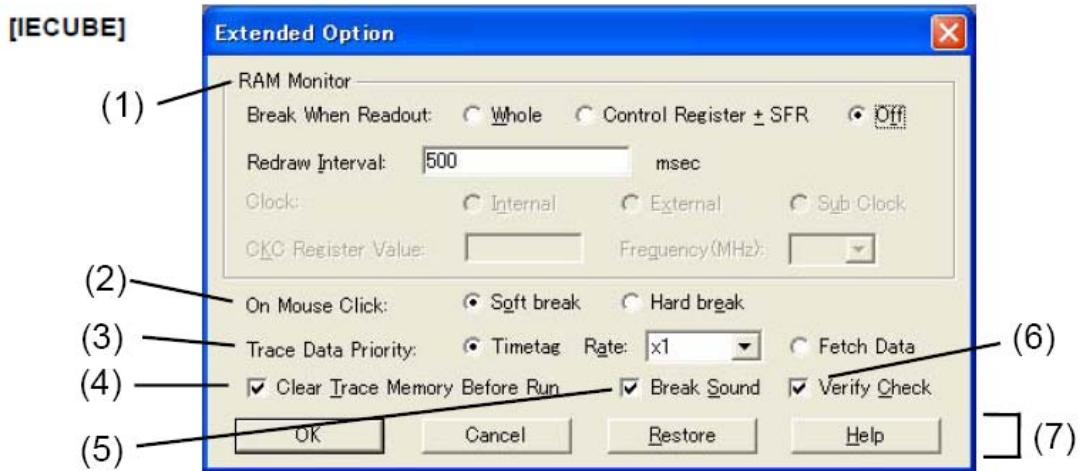 [IECUBE]
Extended Option
RAM Monitor
(1)
Break When Readout: Whole Control Register ± SFR Off
Redraw Interval: 500 msec
Clock: Internal External Sub Clock
CKC Register Value: Frequency(MHz):
(2)
On Mouse Click: Soft break Hard break
(3)
Trace Data Priority: Timetag Rate: x1 Fetch Data
(6)
(4)
Clear Trace Memory Before Run Break Sound Verify Check
(5)
OK Cancel Restore Help
(7)